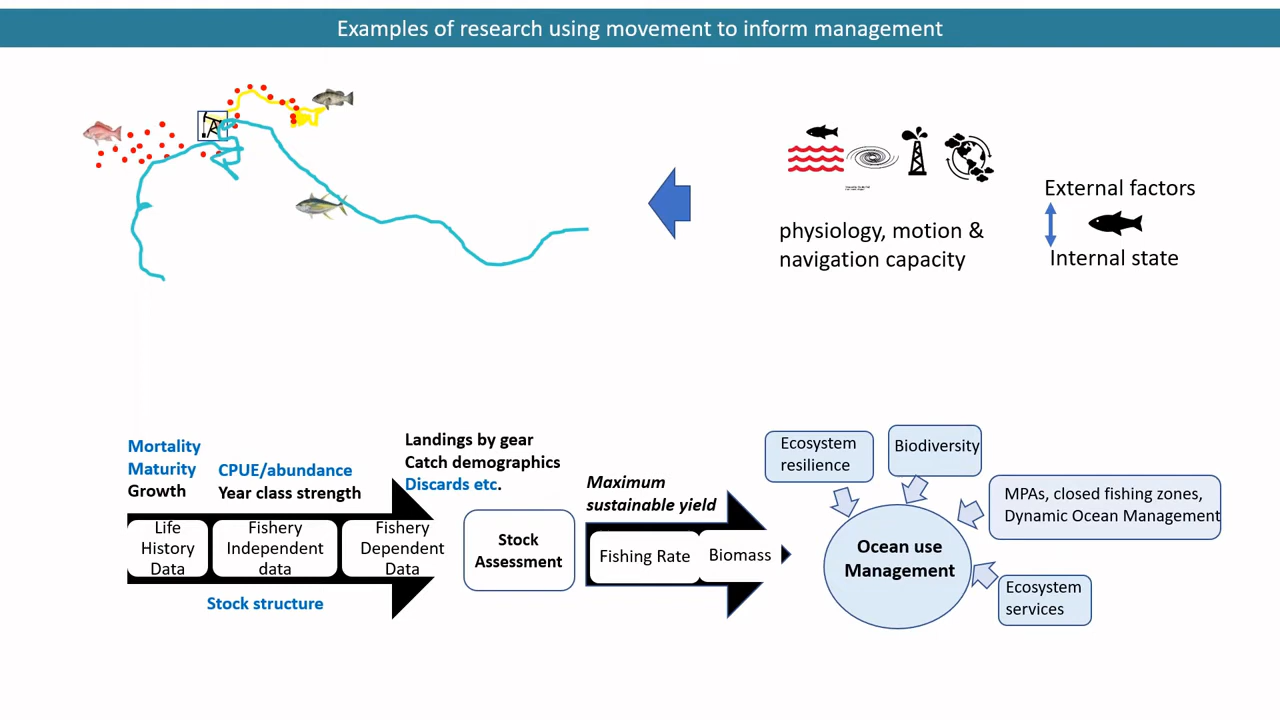 Examples of research using movement to inform management
External factors
physiology, motion &
navigation capacity
Internal state
Mortality
Maturity
Growth
CPUE/abundance
Year class strength
Landings by gear
Catch demographics
Discards etc.
Life
History
Data
Fishery
Independent
data
Fishery
Dependent
Data
Stock structure
Stock
Assessment
Maximum
sustainable yield
Fishing Rate
Biomass
Ecosystem
resilience
Biodiversity
MPAs, closed fishing zones,
Dynamic Ocean Management
Ocean use
Management
Ecosystem
services